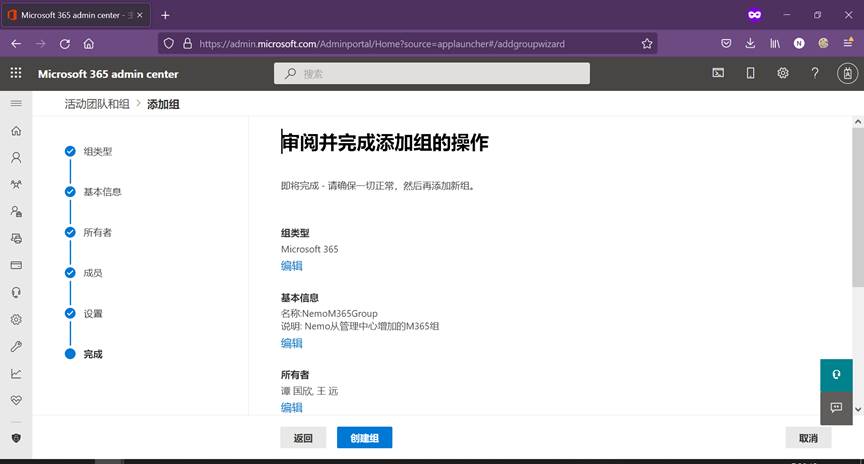 Microsoft 365 admin center - 主
https://admin.microsoft.com/Adminportal/Home?source=applauncher#/addgroupwizard
Microsoft 365 admin center
搜索
活动团队和组 > 添加组
组类型
基本信息
所有者
成员
设置
完成
审阅并完成添加组的操作
即将完成 - 请确保一切正常，然后再添加新组。
组类型
Microsoft 365
编辑
基本信息
名称:NemoM365Group
说明: Nemo从管理中心增加的M365组
编辑
所有者
谭 国欣, 王 远
编辑
返回
创建组
取消